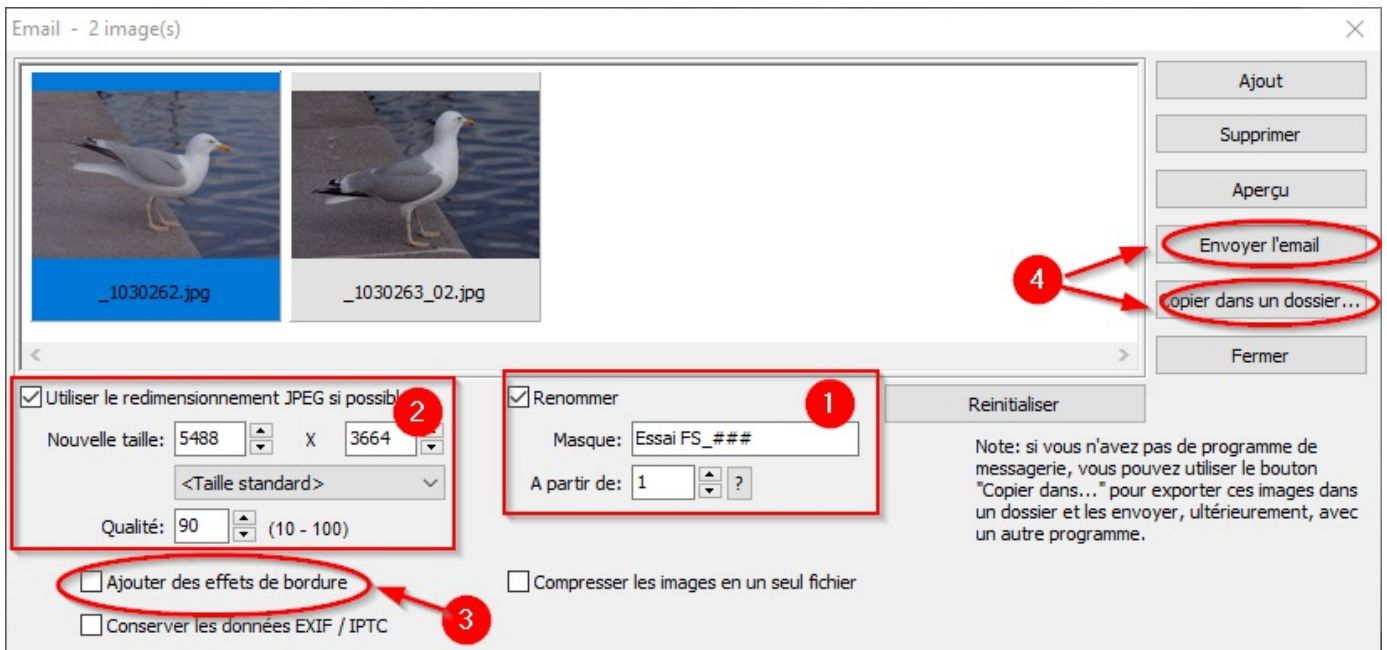 Email - 2 image(s)
Ajout
Supprimer
Aperçu
Envoyer l'email
4
_1030262.jpg
_1030263_02.jpg
opier dans un dossier...
Fermer
Utiliser le redimensionnement JPEG si possibl
2
Nouvelle taille: 5488 X 3664
<Taille standard>
Qualité: 90 (10 - 100)
Renommer
1
Masque: Essai FS_###
A partir de: 1 ?
Reinitialiser
Note: si vous n'avez pas de programme de
messagerie, vous pouvez utiliser le bouton
"Copier dans..." pour exporter ces images dans
un dossier et les envoyer, ultérieurement, avec
un autre programme.
Ajouter des effets de bordure
3
Compresser les images en un seul fichier
Conserver les données EXIF / IPTC